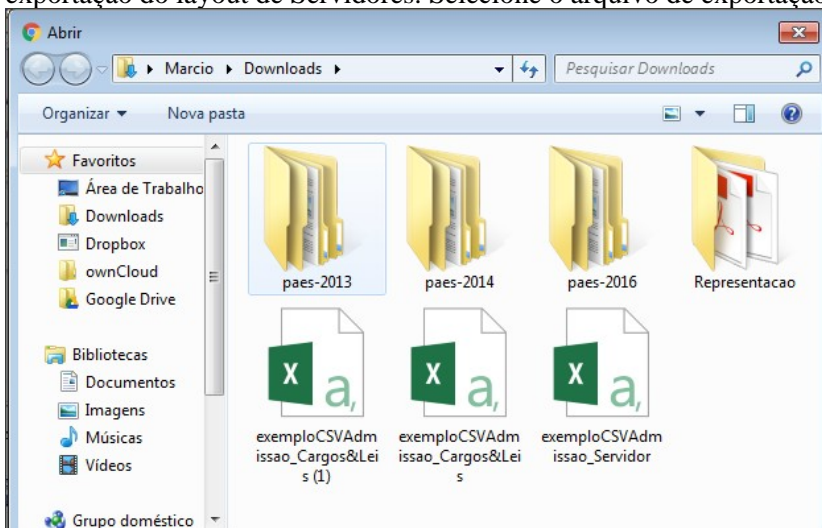 exportação do layout de Servidores. Selecione o arquivo de exportação
Abrir
Marcio
Downloads
Pesquisar Downloads
Organizar
Nova pasta
Favoritos
Área de Trabalho
Downloads
Dropbox
ownCloud
Google Drive
Bibliotecas
Documentos
Imagens
Músicas
Vídeos
Grupo doméstico
paes-2013
paes-2014
paes-2016
Representacao
exemploCSVAdm
issao_Cargos&Lei
s (1)
exemploCSVAdm
issao_Cargos&Lei
s
exemploCSVAdm
issao_Servidor